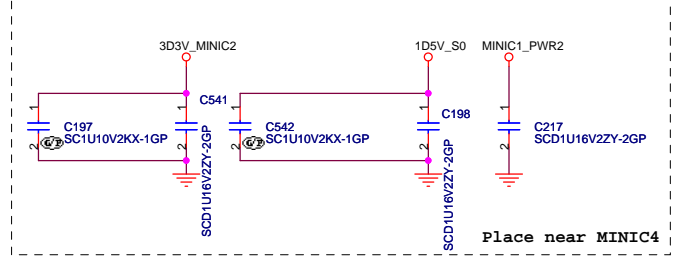 3D3V_MINIC2
1D5V_S0
MINIC1_PWR2
1
2
C197
SC1U10V2KX-1GP
G/P
1
2
C541
SCD1U16V2ZY-2GP
1
2
C542
SC1U10V2KX-1GP
G/P
1
2
C198
SCD1U16V2ZY-2GP
1
2
C217
SCD1U16V2ZY-2GP
Place near MINIC4